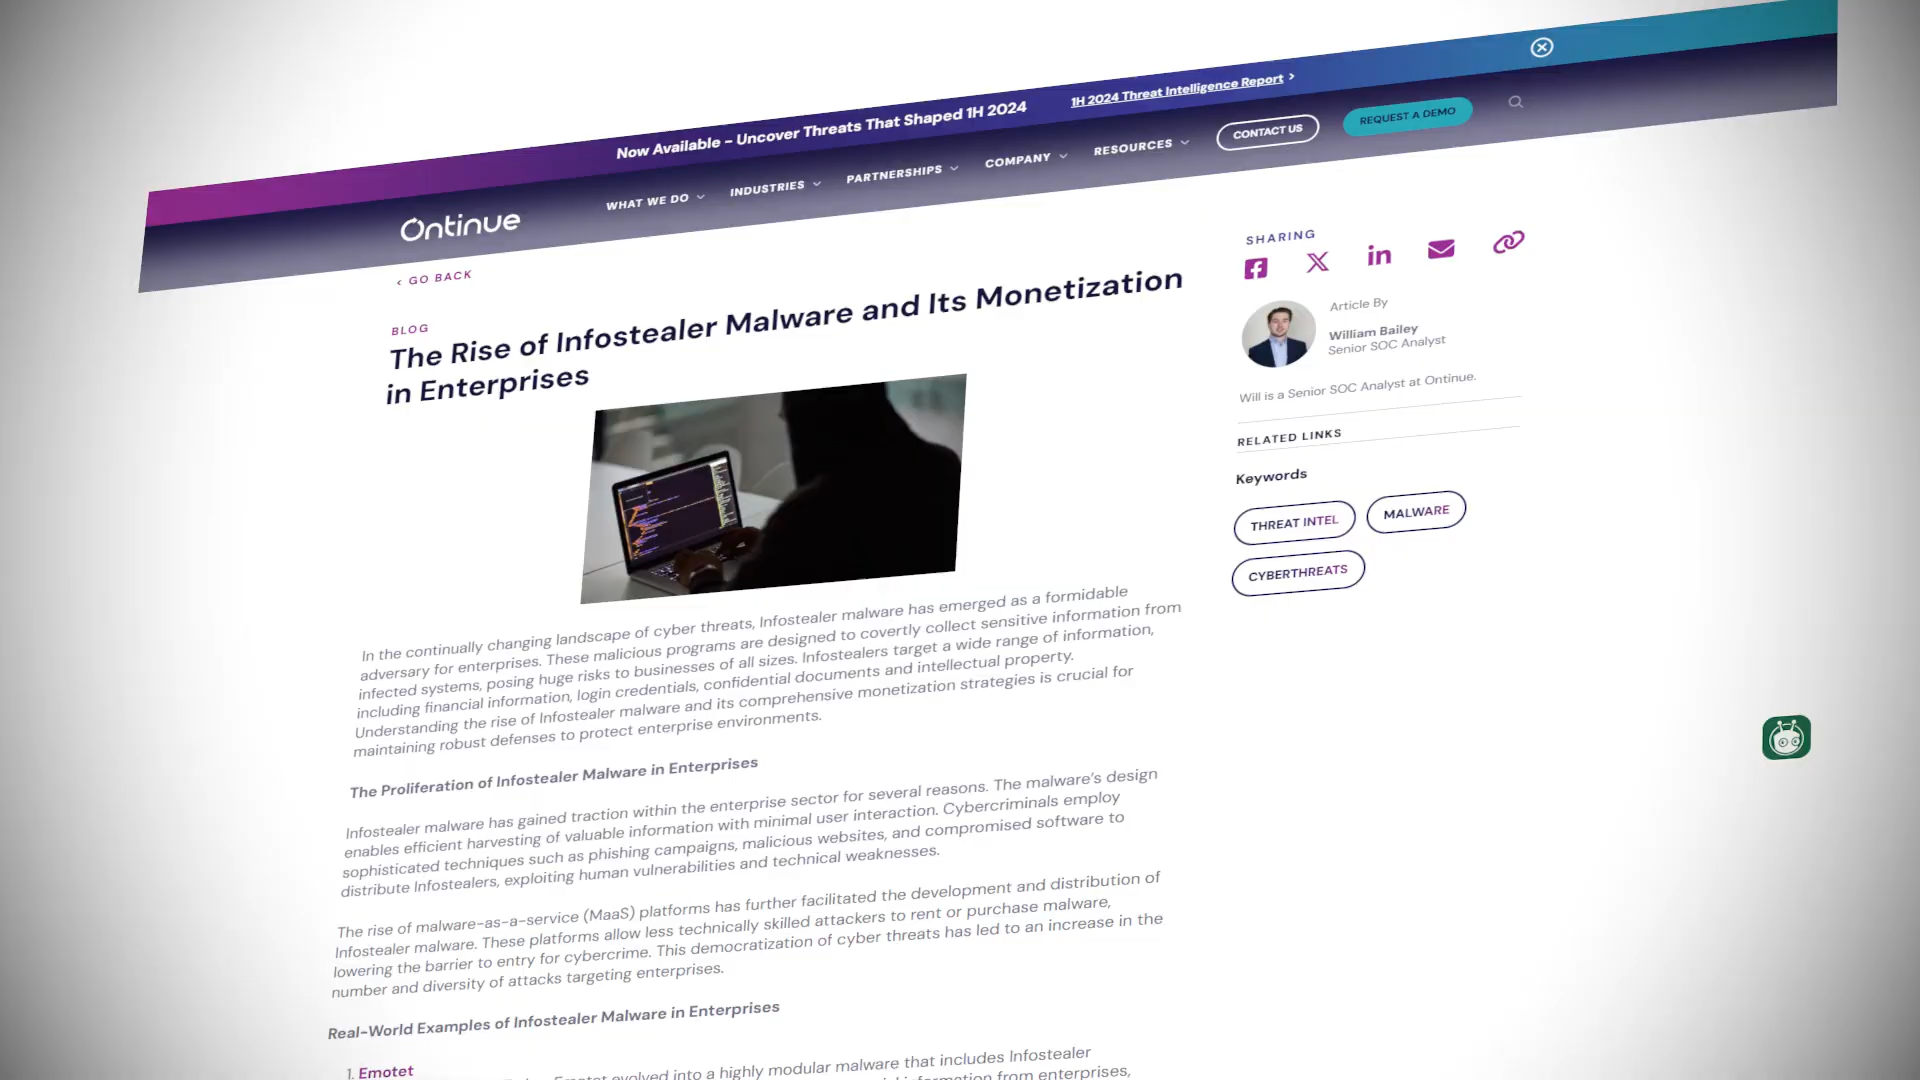 Now Available – Uncover Threats That Shaped 1H 2024
1H 2024 Threat Intelligence Report >
Ontinue
WHAT WE DO
INDUSTRIES
PARTNERSHIPS
COMPANY
RESOURCES
CONTACT US
REQUEST A DEMO
< GO BACK
BLOG
The Rise of Infostealer Malware and Its Monetization
in Enterprises
In the continually changing landscape of cyber threats, Infostealer malware has emerged as a formidable
adversary for enterprises. These malicious programs are designed to covertly collect sensitive information from
infected systems, posing huge risks to businesses of all sizes. Infostealers target a wide range of information,
including financial information, login credentials, confidential documents and intellectual property.
Understanding the rise of Infostealer malware and its comprehensive monetization strategies is crucial for
maintaining robust defenses to protect enterprise environments.
The Proliferation of Infostealer Malware in Enterprises
Infostealer malware has gained traction within the enterprise sector for several reasons. The malware's design
enables efficient harvesting of valuable information with minimal user interaction. Cybercriminals employ
sophisticated techniques such as phishing campaigns, malicious websites, and compromised software to
distribute Infostealers, exploiting human vulnerabilities and technical weaknesses.
The rise of malware-as-a-service (MaaS) platforms has further facilitated the development and distribution of
Infostealer malware. These platforms allow less technically skilled attackers to rent or purchase malware,
lowering the barrier to entry for cybercrime. This democratization of cyber threats has led to an increase in the
number and diversity of attacks targeting enterprises.
Real-World Examples of Infostealer Malware in Enterprises
1. Emotet
Emotet evolved into a highly modular malware that includes Infostealer
information from enterprises,
SHARING
Article By
William Bailey
Senior SOC Analyst
Will is a Senior SOC Analyst at Ontinue.
RELATED LINKS
Keywords
THREAT INTEL
MALWARE
CYBERTHREATS